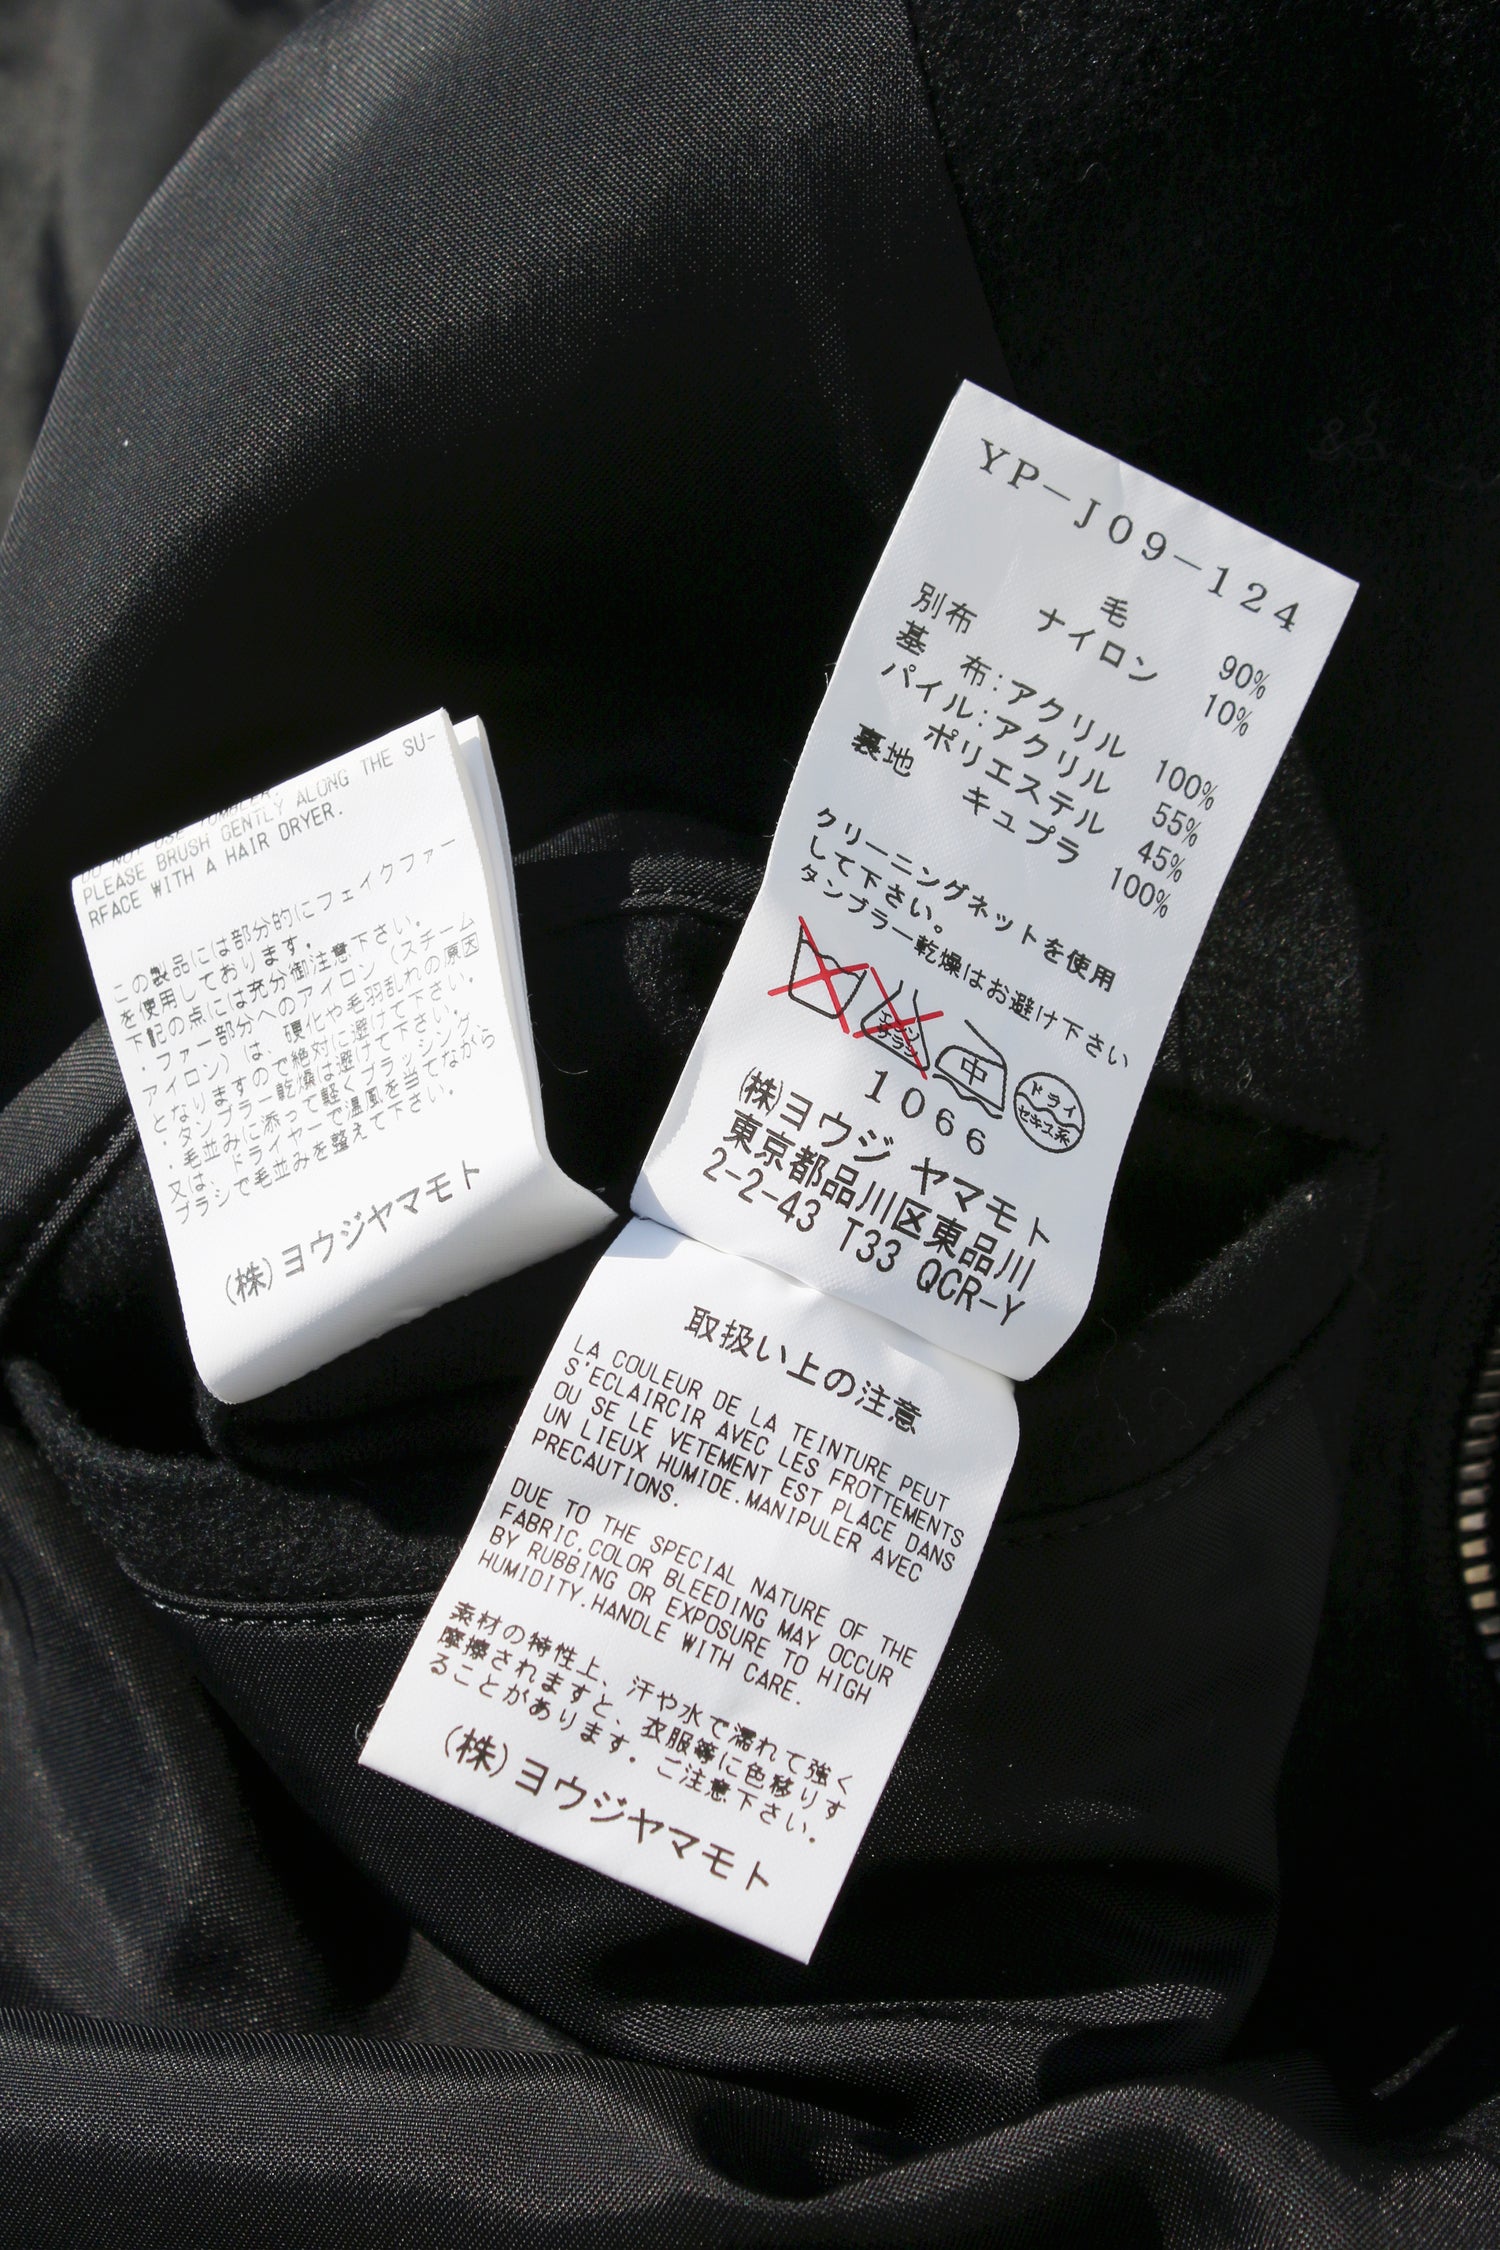 YP-J09-124
毛 90%
ナイロン 10%
別布
基 布:アクリル 100%
パイル:アクリル 55%
ポリエステル 45%
裏地 キュプラ 100%
クリーニングネットを使用
して下さい。
タンブラー乾燥はお避け下さい
エンソ
サラシ
中
ドライ
セキユ系
1066
(株)ヨウジ ヤマモト
東京都品川区東品川
2-2-43 T33 QCR-Y
取扱い上の注意
LA COULEUR DE LA TEINTURE PEUT
S'ECLAIRCIR AVEC LES FROTTEMENTS
OU SE LE VETEMENT EST PLACE DANS
UN LIEUX HUMIDE.MANIPULER AVEC
PRECAUTIONS.
DUE TO THE SPECIAL NATURE OF THE
FABRIC,COLOR BLEEDING MAY OCCUR
BY RUBBING OR EXPOSURE TO HIGH
HUMIDITY.HANDLE WITH CARE.
素材の特性上、汗や水で濡れて強く
摩擦されますと、衣服等に色移りす
ることがあります。ご注意下さい。
(株)ヨウジヤマモト
DO NOT USE TUMBLER.
PLEASE BRUSH GENTLY ALONG THE SU-
RFACE WITH A HAIR DRYER.
この製品には部分的にフェイクファー
を使用しております。
下記の点には充分御注意下さい。
・ファー部分へのアイロン(スチーム
アイロン)は、硬化や毛羽乱れの原因
となりますので絶対に避けて下さい。
・タンブラー乾燥は避けて下さい。
・毛並みに添って軽くブラッシング
又は、ドライヤーで温風を当てながら
ブラシで毛並みを整えて下さい。
(株)ヨウジヤマモト